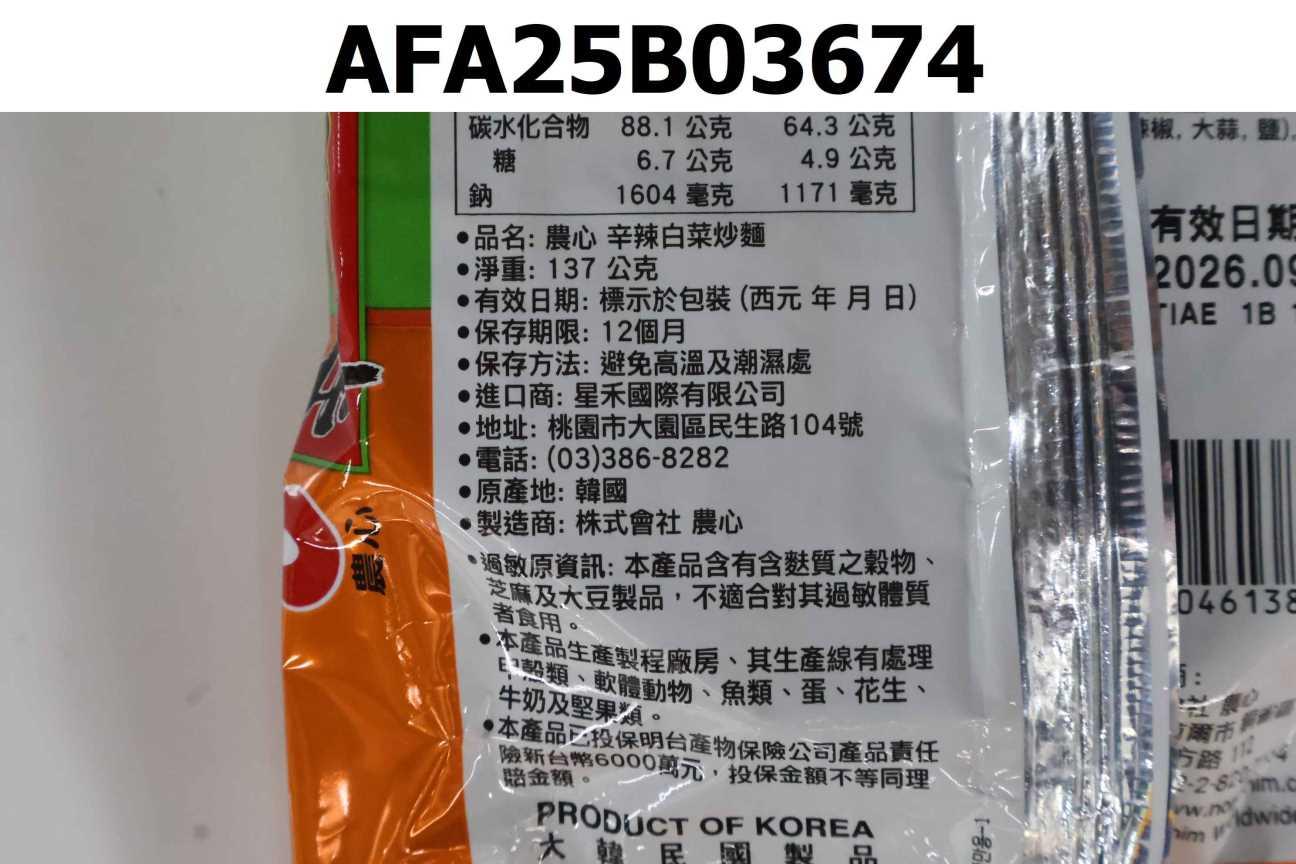 AFA25B03674
碳水化合物 88.1 公克 64.3 公克
糖 6.7 公克 4.9 公克
鈉 1604 毫克 1171 毫克
●品名: 農心 辛辣白菜炒麵
●淨重: 137 公克
●有效日期: 標示於包裝 (西元 年 月 日)
●保存期限: 12個月
●保存方法: 避免高溫及潮濕處
●進口商: 星禾國際有限公司
●地址: 桃園市大園區民生路104號
●電話: (03)386-8282
●原產地: 韓國
●製造商: 株式會社 農心
●過敏原資訊: 本產品含有含麩質之穀物、
芝麻及大豆製品，不適合對其過敏體質
者食用。
●本產品生產製程廠房、其生產線有處理
甲殼類、軟體動物、魚類、蛋、花生、
牛奶及堅果類。
●本產品已投保明台產物保險公司產品責任
險新台幣6000萬元，投保金額不等同理
賠金額。
PRODUCT OF KOREA
大韓民國製品
農心
椒, 大蒜, 鹽),
有效日期
2026.09
TIAE 1B
046138
社 農心
方路 112